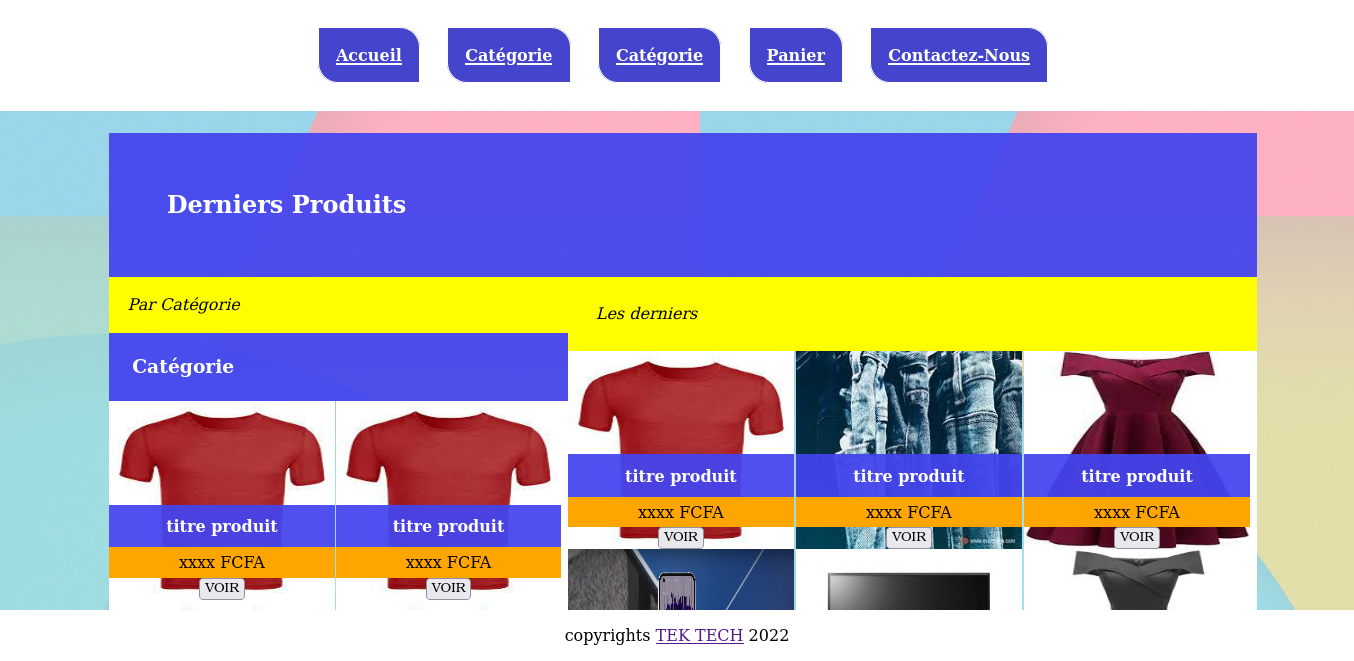 Accueil Catégorie Catégorie Panier Contactez-Nous
Derniers Produits
Par Catégorie
Catégorie
titre produit titre produit
xxxx FCFA xxxx FCFA
VOIR VOIR
Les derniers
titre produit titre produit titre produit
xxxx FCFA xxxx FCFA xxxx FCFA
VOIR VOIR VOIR
copyrights TEK TECH 2022